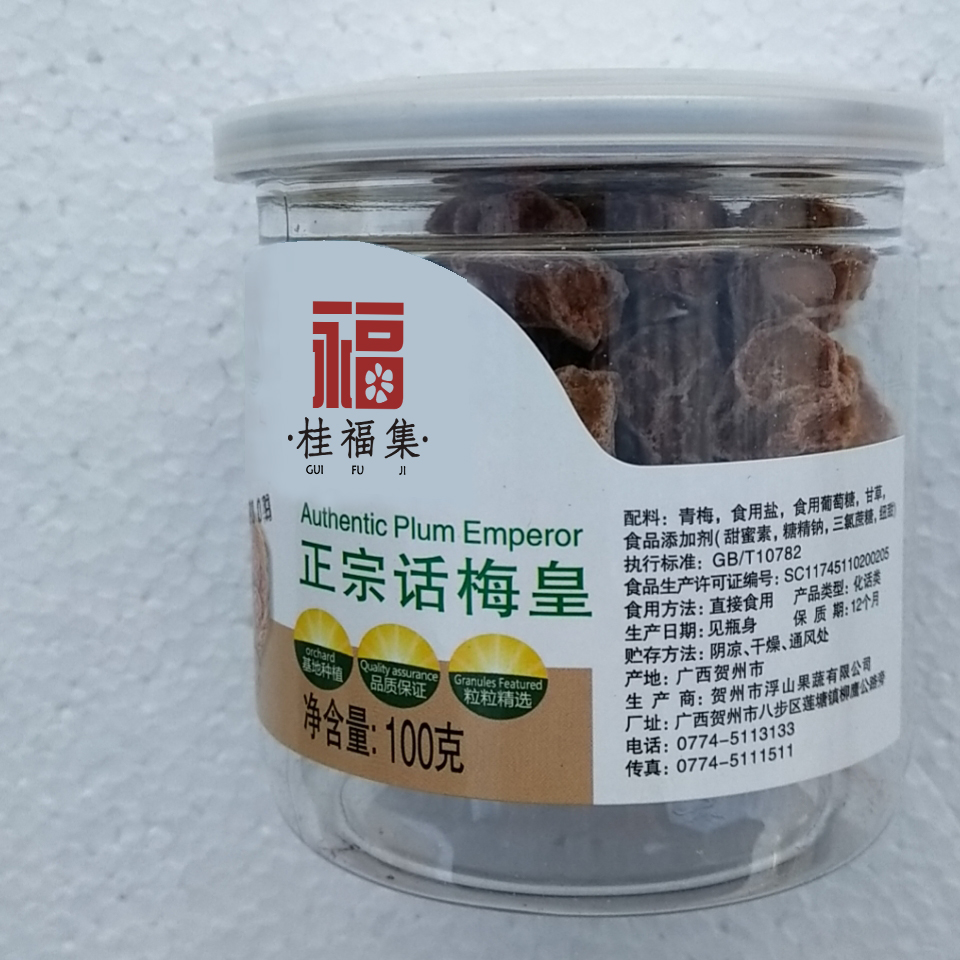 福
·桂福集·
GUI FU JI
Authentic Plum Emperor
正宗话梅皇
orchard
基地种植
Quality assurance
品质保证
Granules Featured
粒粒精选
净含量: 100克
配料：青梅，食用盐，食用葡萄糖，甘草，
食品添加剂(甜蜜素，糖精钠，三氯蔗糖，纽甜)
执行标准：GB/T10782
食品生产许可证编号：SC11745110200205
食用方法：直接食用 产品类型：化话类
生产日期：见瓶身 保质期：12个月
贮存方法：阴凉、干燥、通风处
产地：广西贺州市
生产商：贺州市浮山果蔬有限公司
厂址：广西贺州市八步区莲塘镇柳鹰公路旁
电话：0774-5113133
传真：0774-5111511